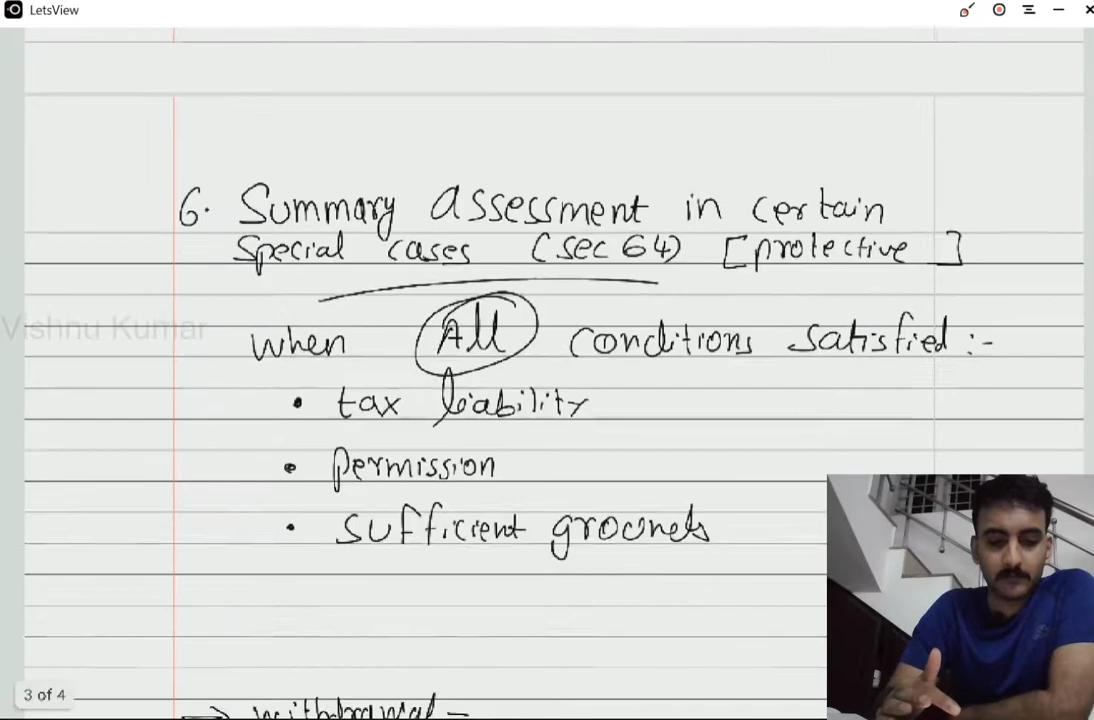 LetsView
6. Summary assessment in certain
special cases (sec 64) [protective ]
Vishnu Kumar
when All conditions satisfied :-
• tax liability
• permission
• sufficient grounds
3 of 4
→ withdrawal -